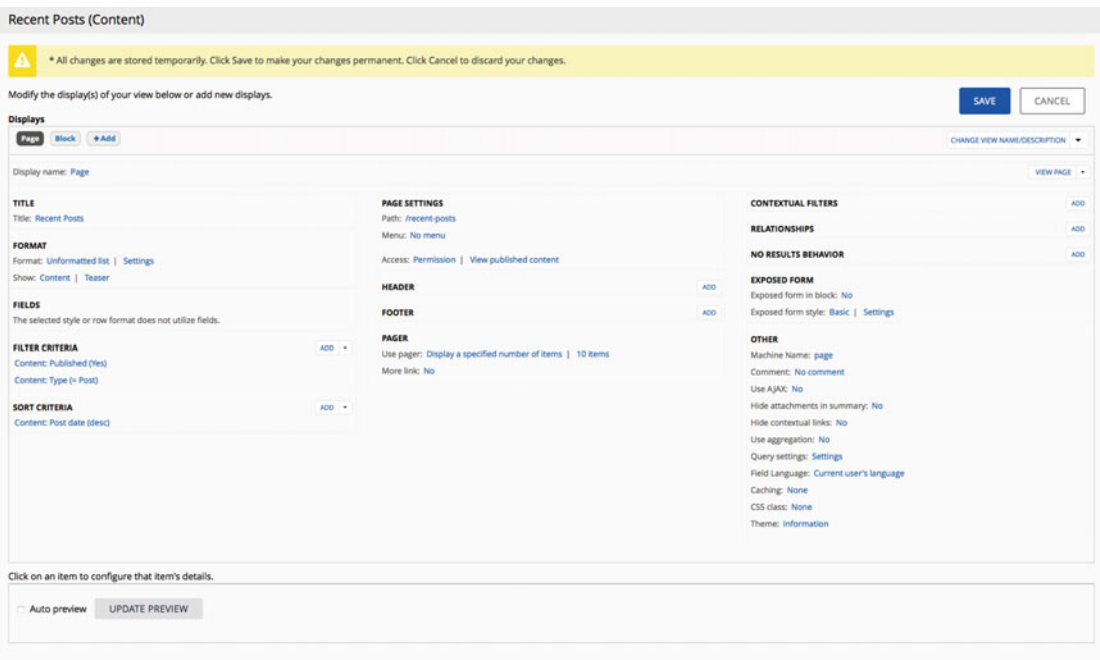 Recent Posts (Content)
* All changes are stored temporarily. Click Save to make your changes permanent. Click Cancel to discard your changes.
Modify the display(s) of your view below or add new displays.
SAVE
CANCEL
Displays
Page
Block
+Add
CHANGE VIEW NAME/DESCRIPTION
Display name: Page
VIEW PAGE
TITLE
Title: Recent Posts
FORMAT
Format: Unformatted list | Settings
Show: Content | Teaser
FIELDS
The selected style or row format does not utilize fields.
FILTER CRITERIA
ADD
Content: Published (Yes)
Content: Type (= Post)
SORT CRITERIA
ADD
Content: Post date (desc)
PAGE SETTINGS
Path: /recent-posts
Menu: No menu
Access: Permission | View published content
HEADER
ADD
FOOTER
ADD
PAGER
Use pager: Display a specified number of items | 10 items
More link: No
CONTEXTUAL FILTERS
ADD
RELATIONSHIPS
ADD
NO RESULTS BEHAVIOR
ADD
EXPOSED FORM
Exposed form in block: No
Exposed form style: Basic | Settings
OTHER
Machine Name: page
Comment: No comment
Use AJAX: No
Hide attachments in summary: No
Hide contextual links: No
Use aggregation: No
Query settings: Settings
Field Language: Current user's language
Caching: None
CSS class: None
Theme: Information
Click on an item to configure that item's details.
Auto preview
UPDATE PREVIEW